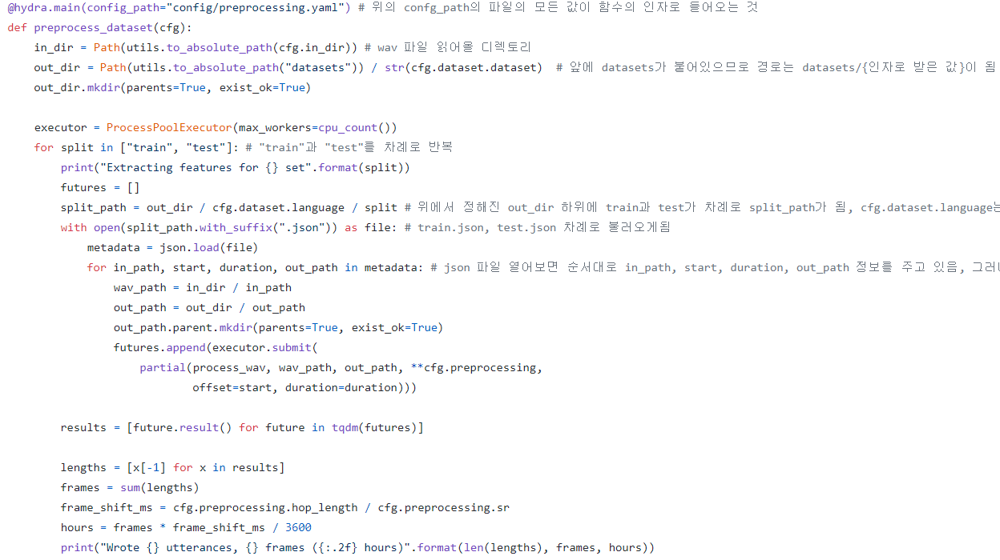 @hydra.main(config_path="config/preprocessing.yaml") # 위의 confg_path의 파일의 모든 값이 함수의 인자로 들어오는 것
def preprocess_dataset(cfg):
    in_dir = Path(utils.to_absolute_path(cfg.in_dir)) # wav 파일 읽어올 디렉토리
    out_dir = Path(utils.to_absolute_path("datasets")) / str(cfg.dataset.dataset)  # 앞에 datasets가 붙어있으므로 경로는 datasets/{인자로 받은 값}이 됨
    out_dir.mkdir(parents=True, exist_ok=True)

    executor = ProcessPoolExecutor(max_workers=cpu_count())
    for split in ["train", "test"]: # "train"과 "test"를 차례로 반복
        print("Extracting features for {} set".format(split))
        futures = []
        split_path = out_dir / cfg.dataset.language / split # 위에서 정해진 out_dir 하위에 train과 test가 차례로 split_path가 됨, cfg.dataset.language는
        with open(split_path.with_suffix(".json")) as file: # train.json, test.json 차례로 불러오게됨
            metadata = json.load(file)
            for in_path, start, duration, out_path in metadata: # json 파일 열어보면 순서대로 in_path, start, duration, out_path 정보를 주고 있음,
                wav_path = in_dir / in_path
                out_path = out_dir / out_path
                out_path.parent.mkdir(parents=True, exist_ok=True)
                futures.append(executor.submit(
                    partial(process_wav, wav_path, out_path, **cfg.preprocessing,
                            offset=start, duration=duration)))

        results = [future.result() for future in tqdm(futures)]

        lengths = [x[-1] for x in results]
        frames = sum(lengths)
        frame_shift_ms = cfg.preprocessing.hop_length / cfg.preprocessing.sr
        hours = frames * frame_shift_ms / 3600
        print("Wrote {} utterances, {} frames ({:.2f} hours)".format(len(lengths), frames, hours))